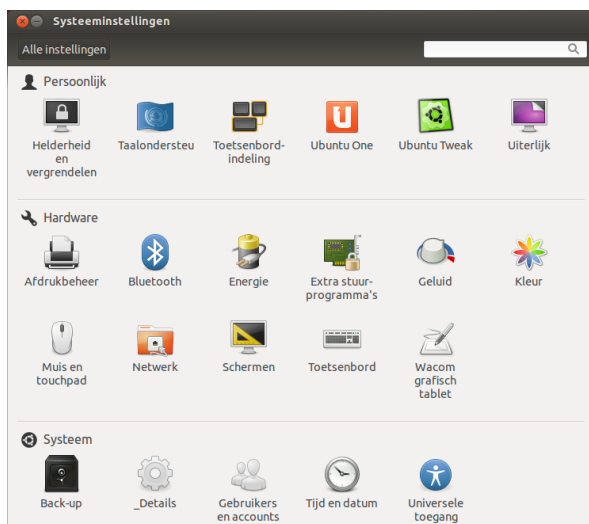 Systeeminstellingen
Alle instellingen
Persoonlijk
Helderheid
en
vergrendelen
Taalondersteu
Toetsenbord-
indeling
Ubuntu One
Ubuntu Tweak
Uiterlijk
Hardware
Afdrukbeheer
Bluetooth
Energie
Extra stuur-
programma's
Geluid
Kleur
Muis en
touchpad
Netwerk
Schermen
Toetsenbord
Wacom
grafisch
tablet
Systeem
Back-up
_Details
Gebruikers
en accounts
Tijd en datum
Universele
toegang